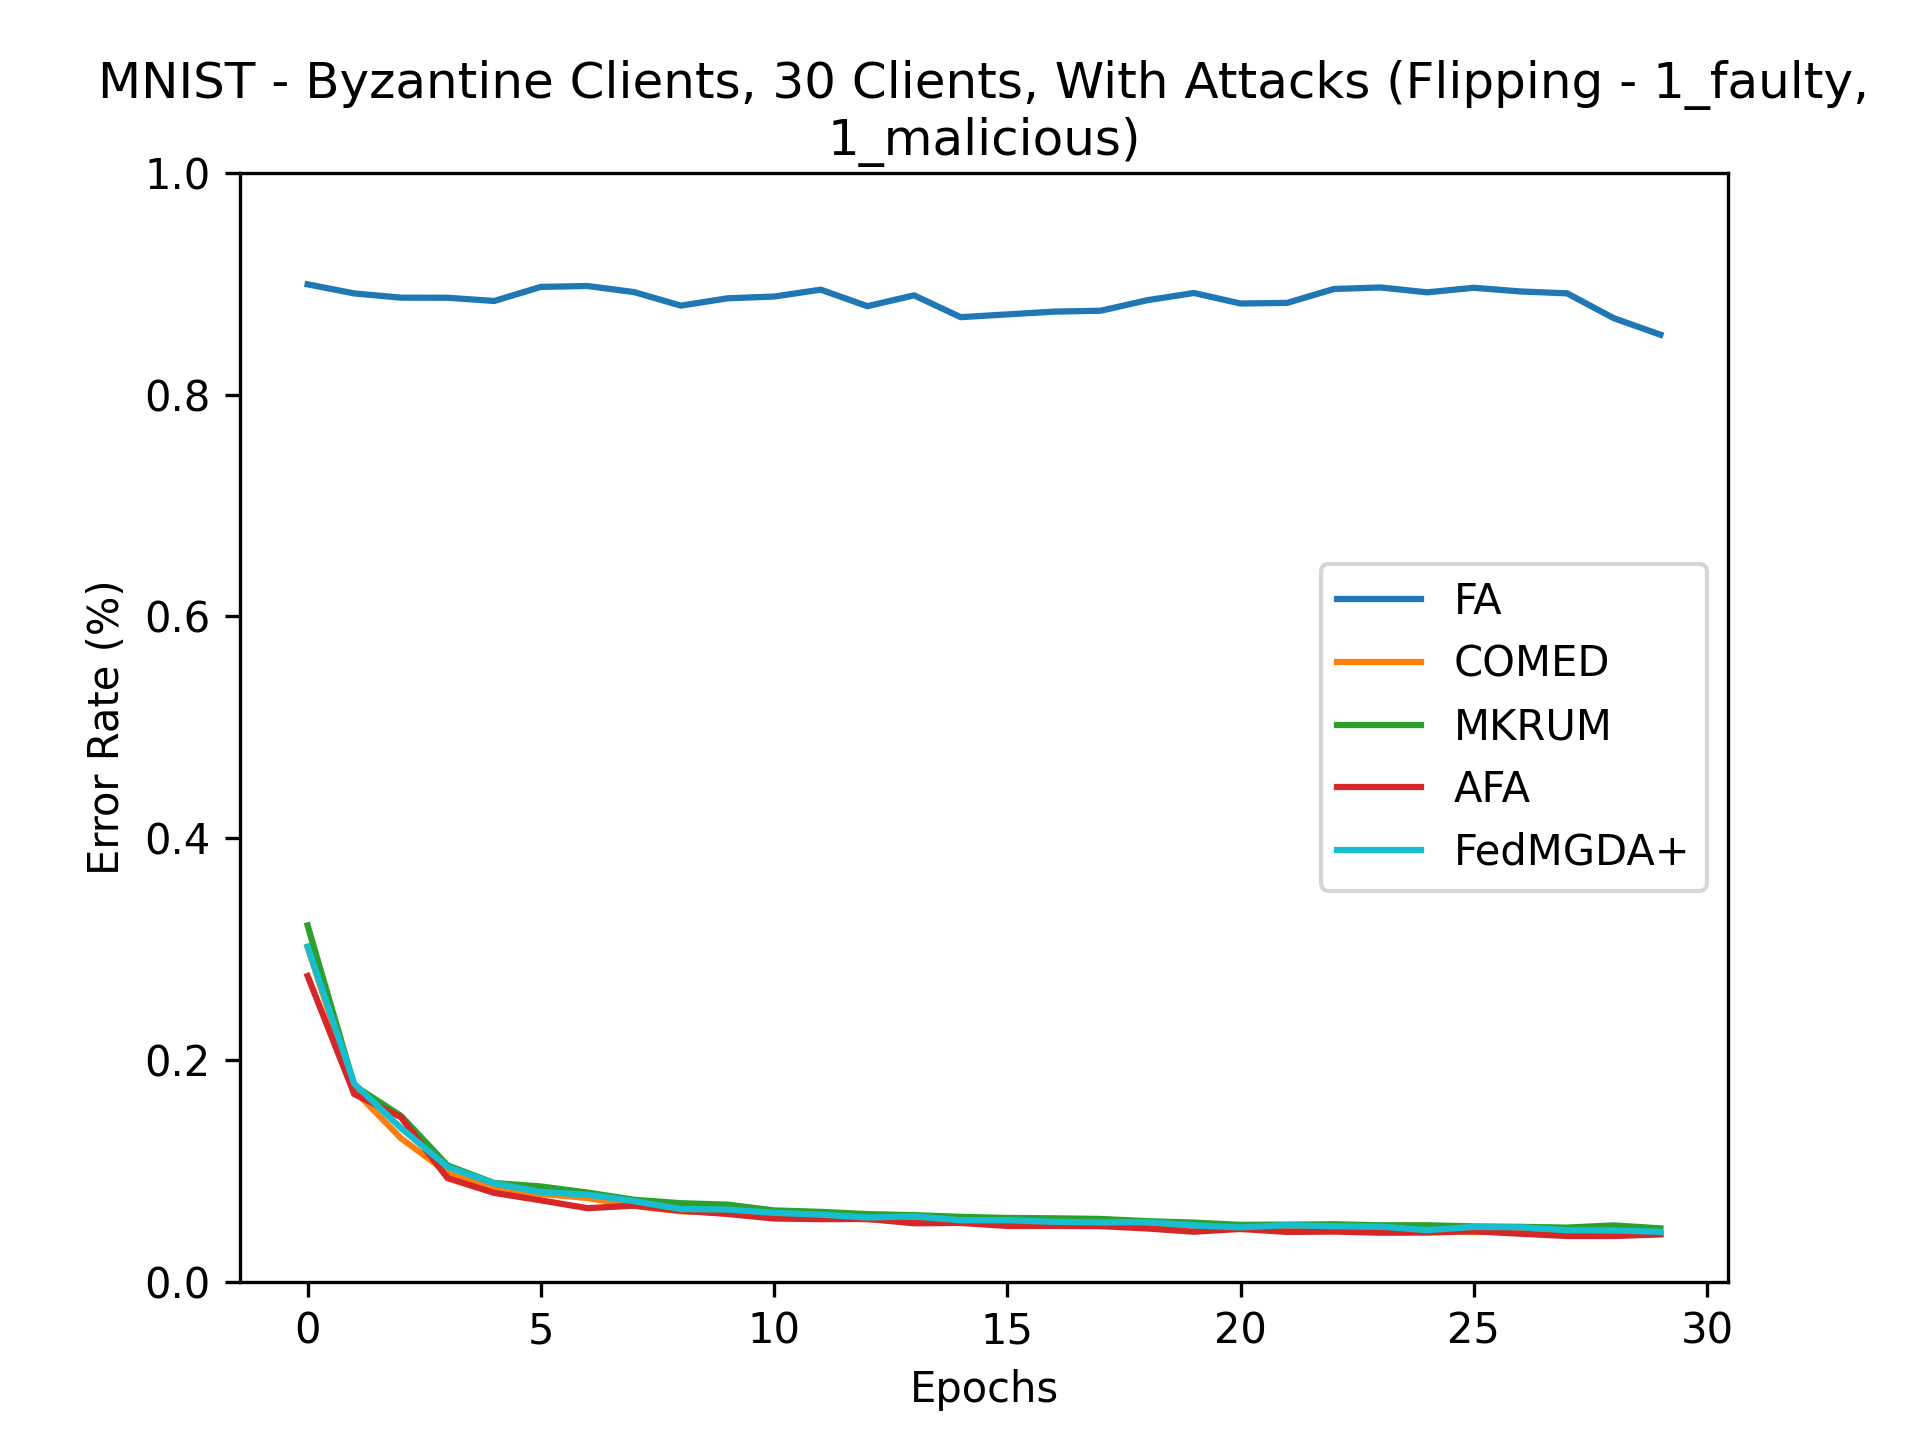 MNIST - Byzantine Clients, 30 Clients, With Attacks (Flipping - 1_faulty,
1_malicious)
1.0
0.8
0.6
0.4
0.2
0.0
Error Rate (%)
FA
COMED
MKRUM
AFA
FedMGDA+
0 5 10 15 20 25 30
Epochs